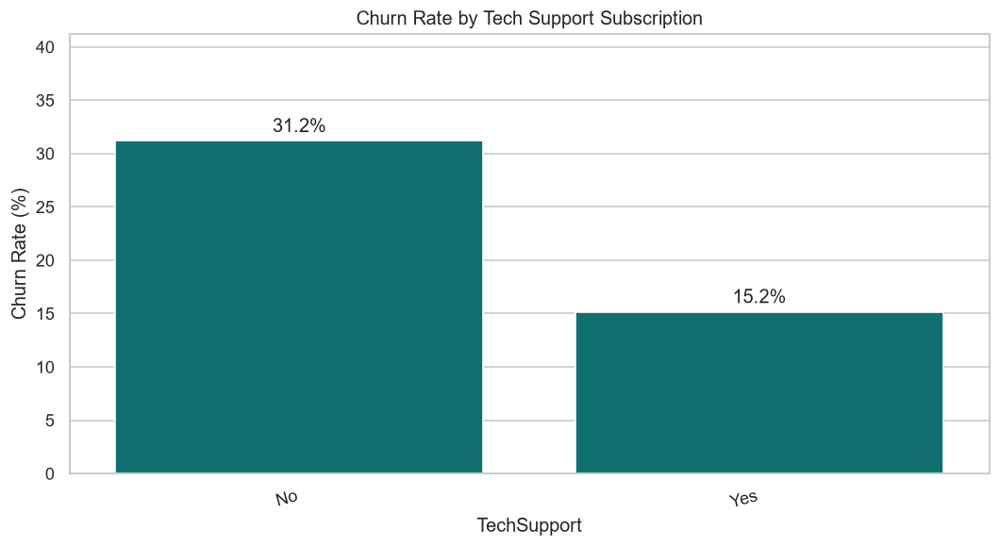 Churn Rate by Tech Support Subscription
40
35
30
25
20
15
10
5
0
Churn Rate (%)
31.2%
15.2%
No
Yes
TechSupport